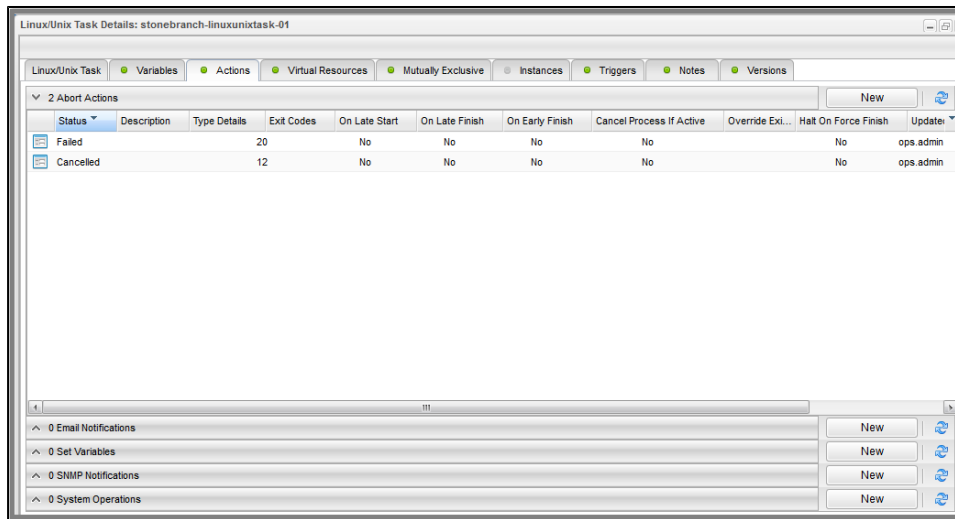 Linux/Unix Task Details: stonebranch-linuxunixtask-01
Linux/Unix Task Variables Actions Virtual Resources Mutually Exclusive Instances Triggers Notes Versions
2 Abort Actions New
Status Description Type Details Exit Codes On Late Start On Late Finish On Early Finish Cancel Process If Active Override Exi... Halt On Force Finish Update
Failed 20 No No No No No ops.admin
Cancelled 12 No No No No No ops.admin
0 Email Notifications New
0 Set Variables New
0 SNMP Notifications New
0 System Operations New